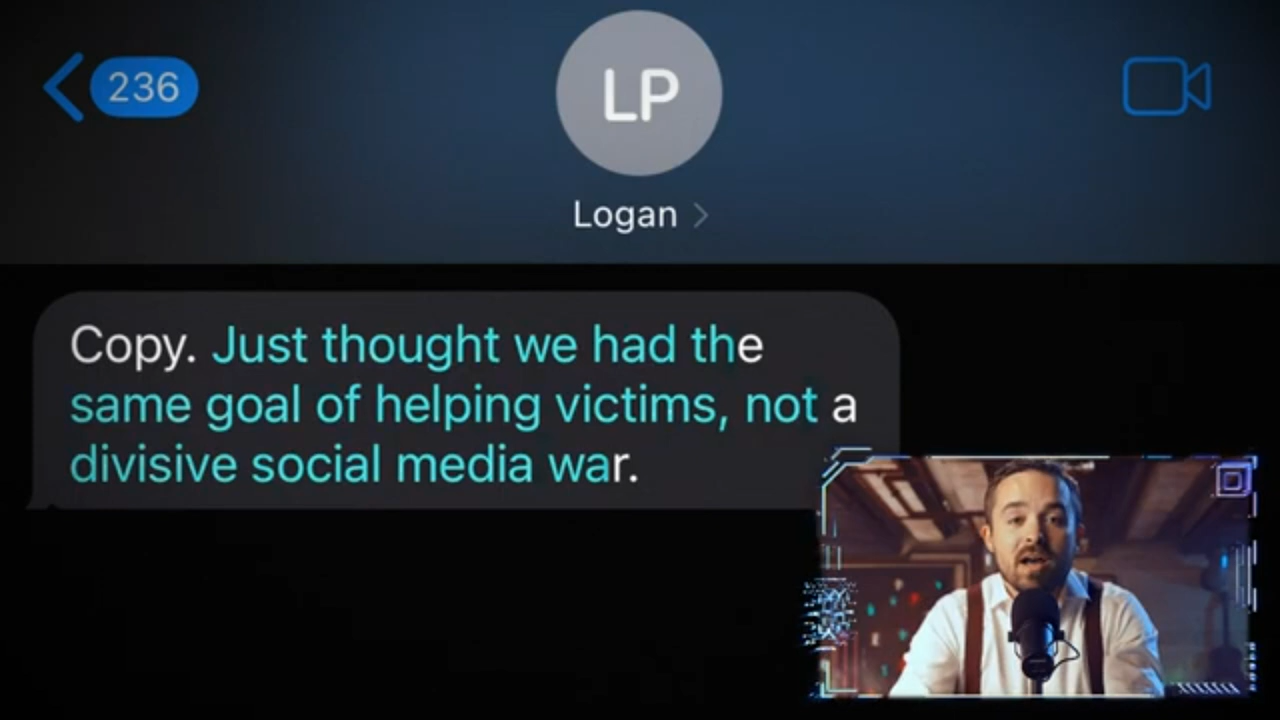 236
LP
Logan
Copy. Just thought we had the
same goal of helping victims, not a
divisive social media war.